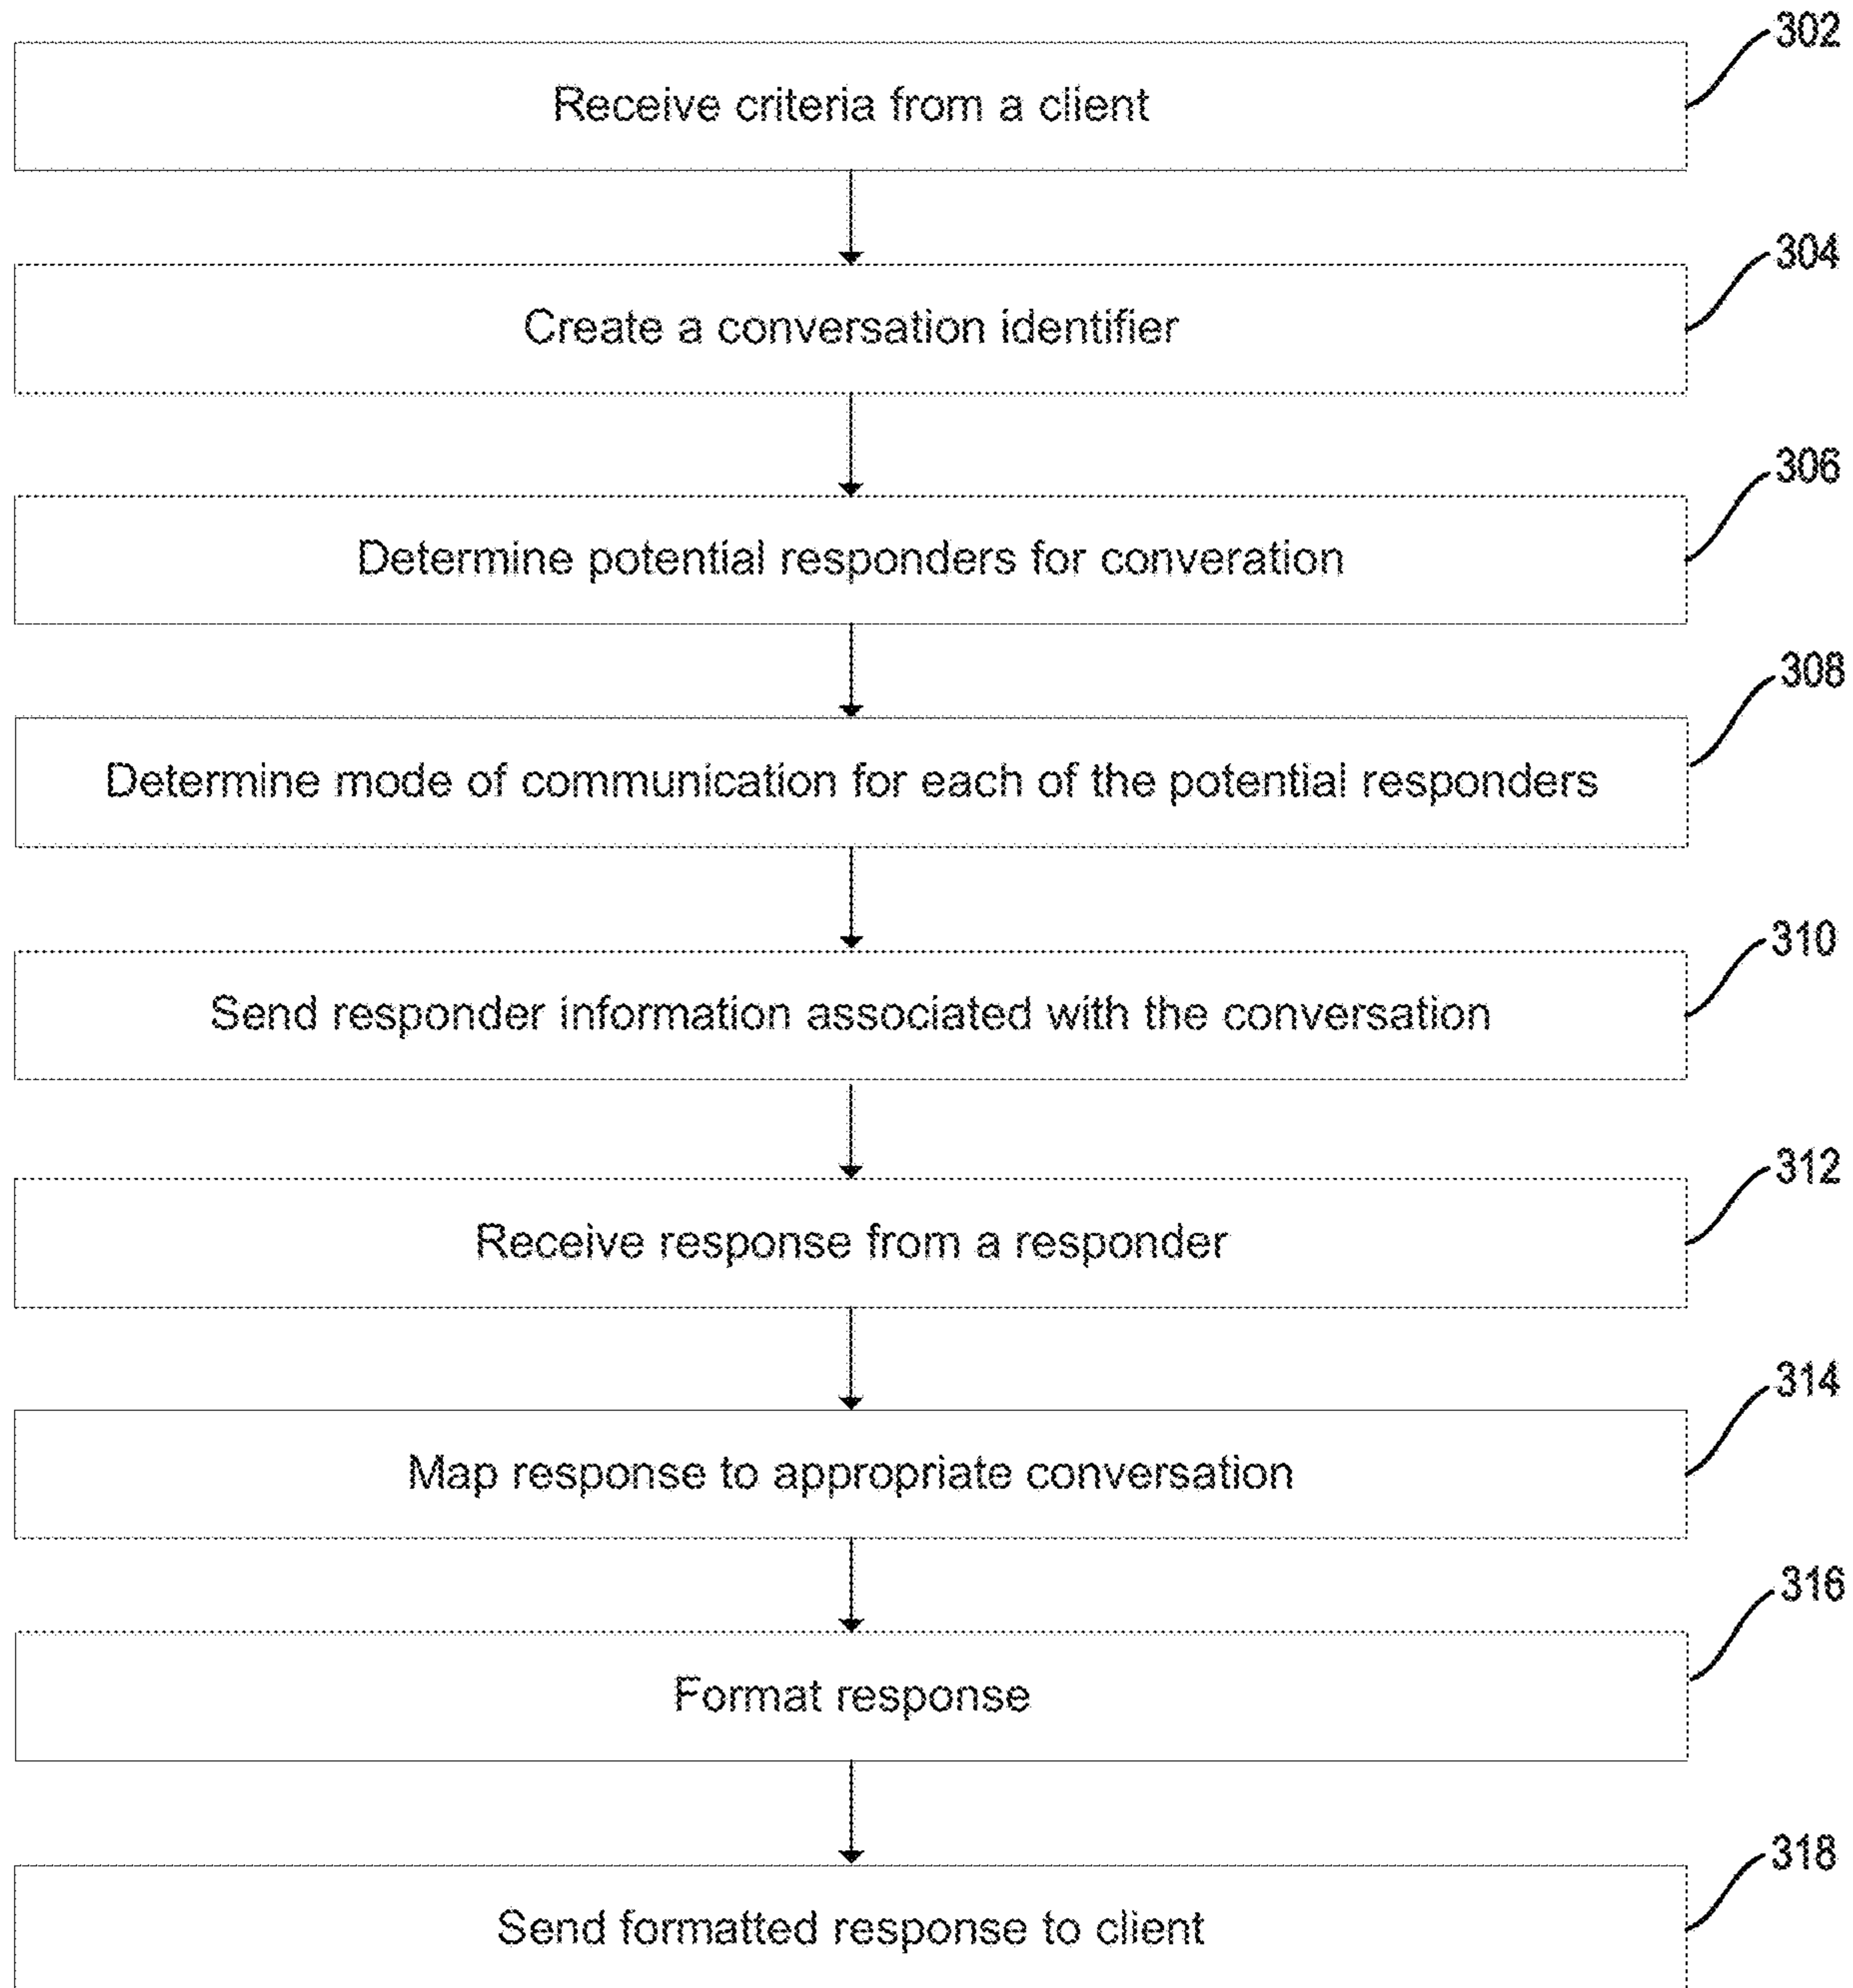 302
Receive criteria from a client
304
Create a conversation identifier
306
Determine potential responders for converation
308
Determine mode of communication for each of the potential responders
310
Send responder information associated with the conversation
312
Receive response from a responder
314
Map response to appropriate conversation
316
Format response
318
Send formatted response to client